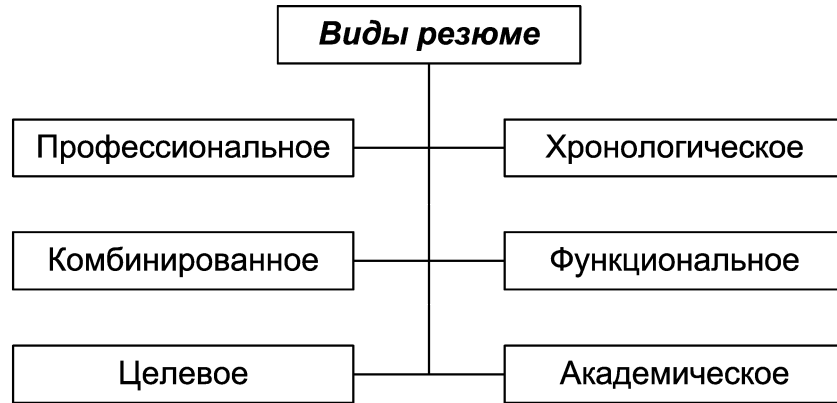 Виды резюме
Профессиональное
Хронологическое
Комбинированное
Функциональное
Целевое
Академическое